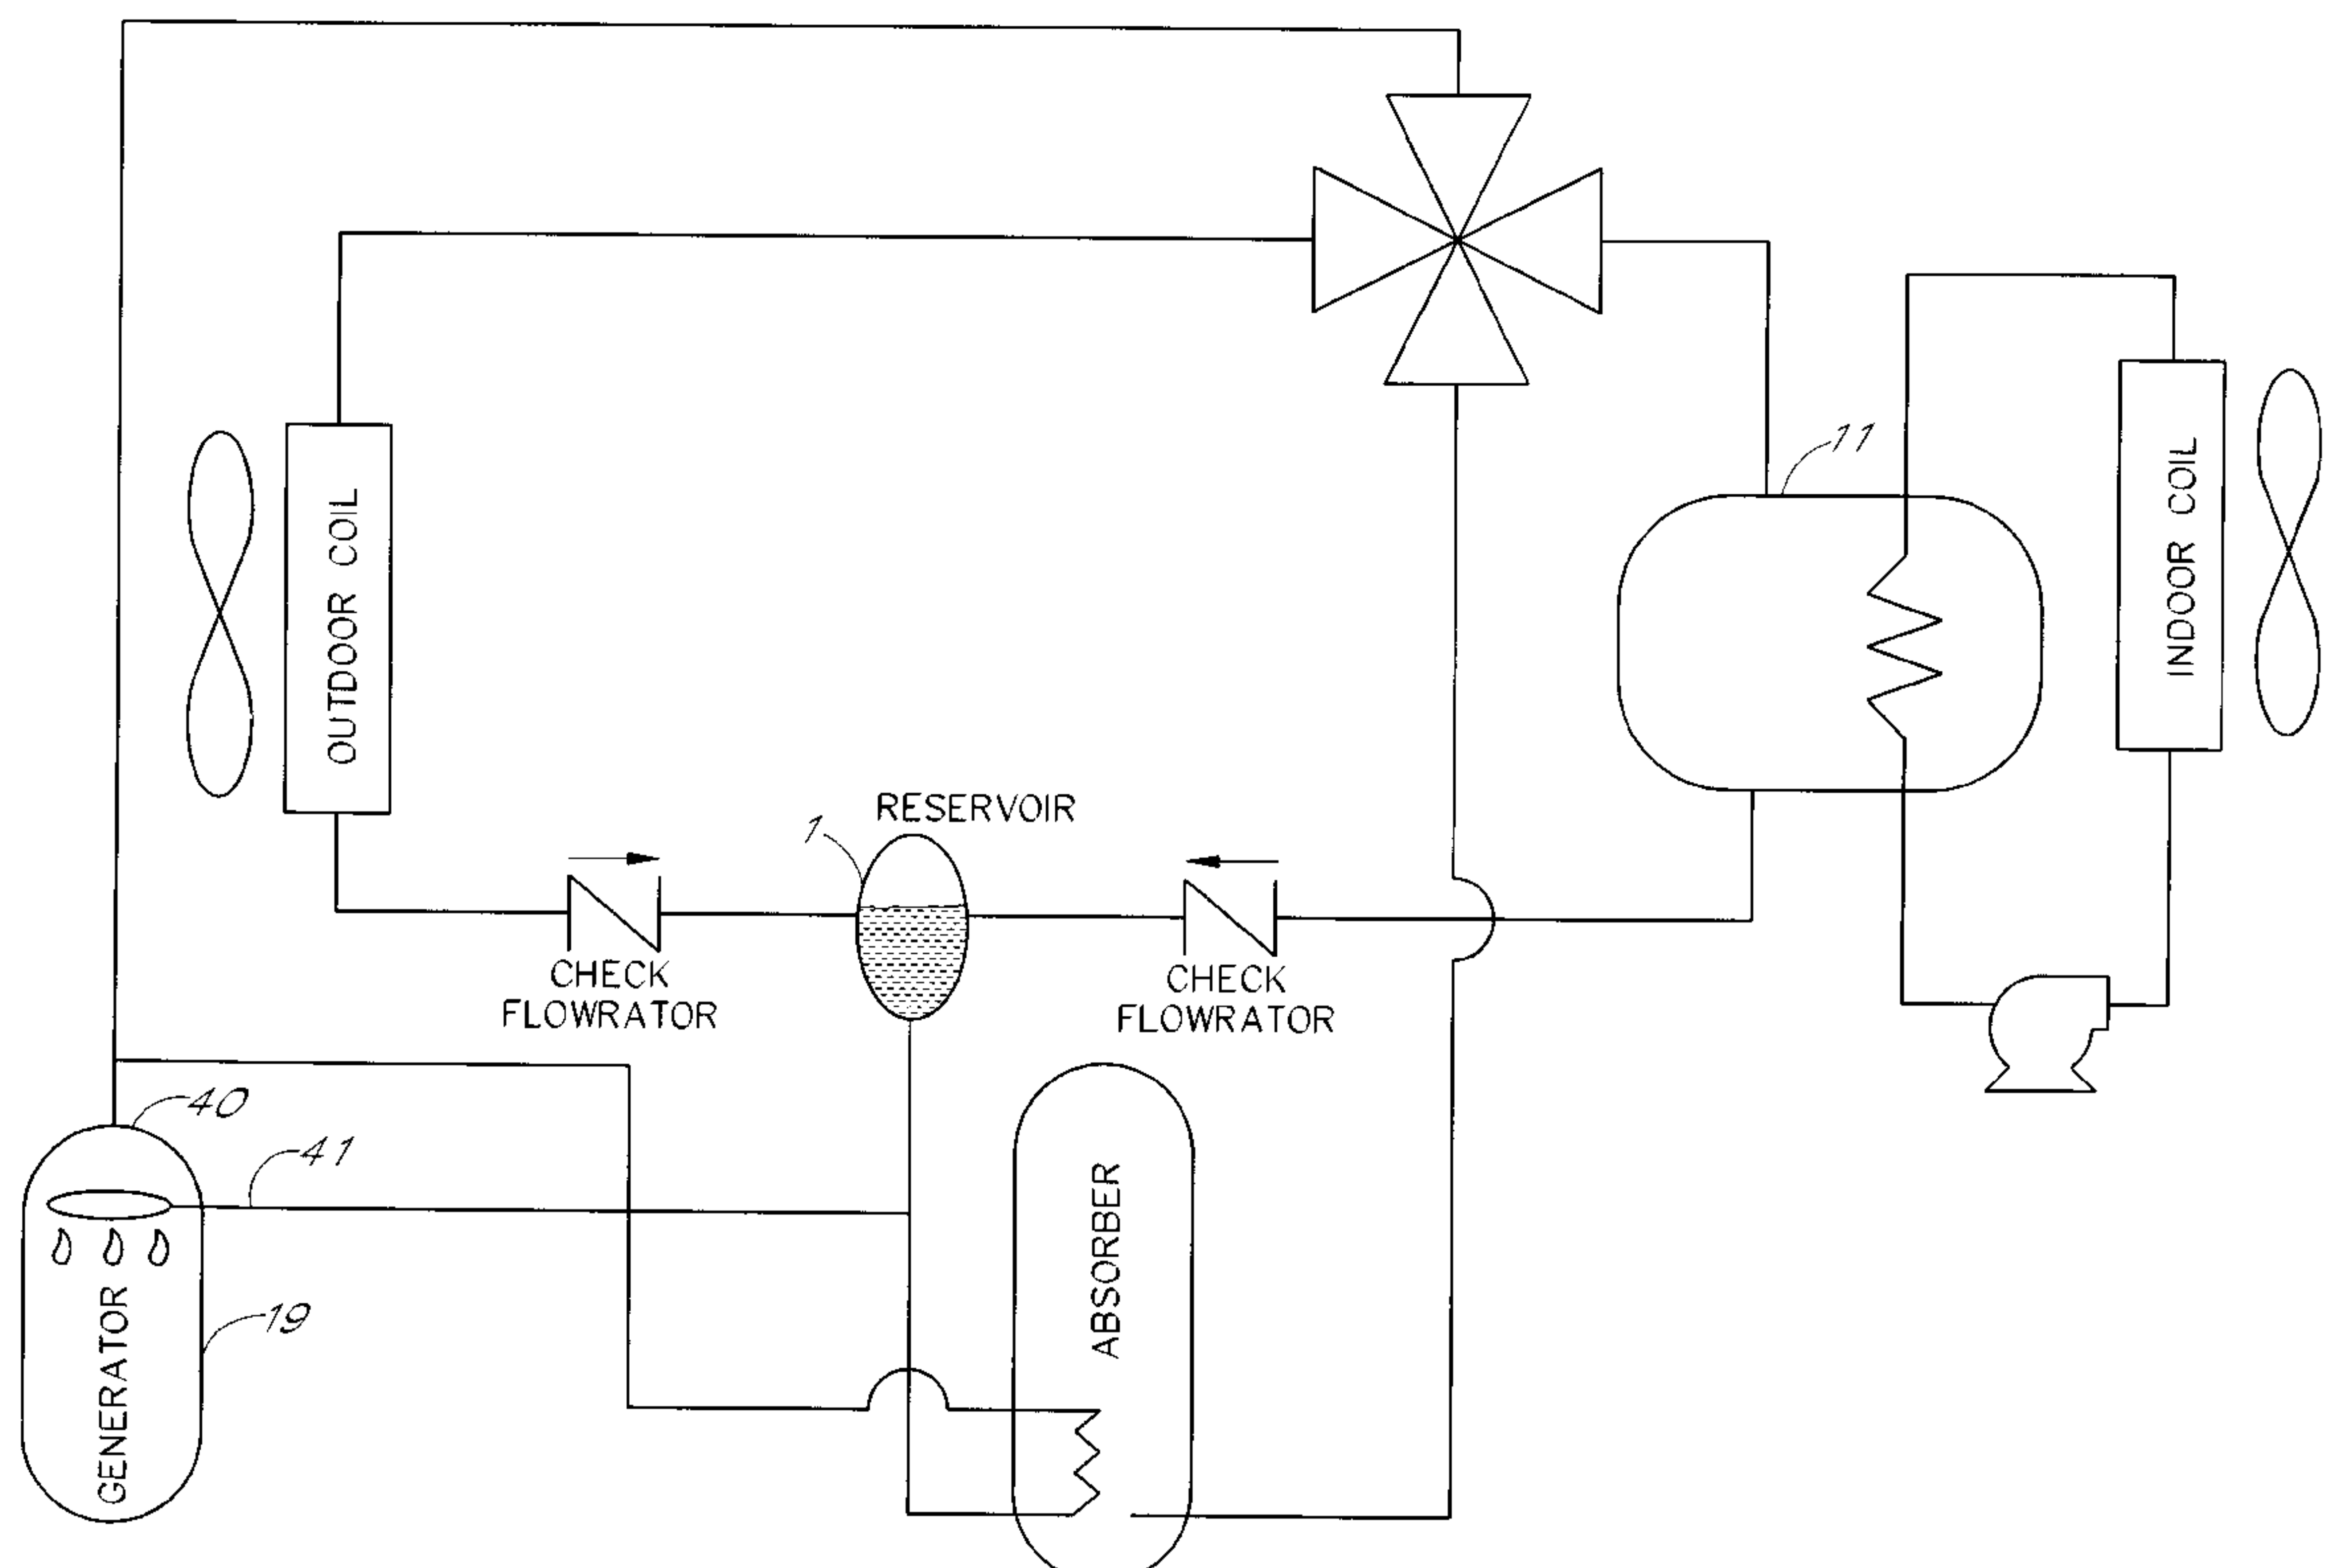 11
OUTDOOR COIL
INDOOR COIL
RESERVOIR
1
CHECK
FLOWRATOR
CHECK
FLOWRATOR
40
41
ABSORBER
GENERATOR
19